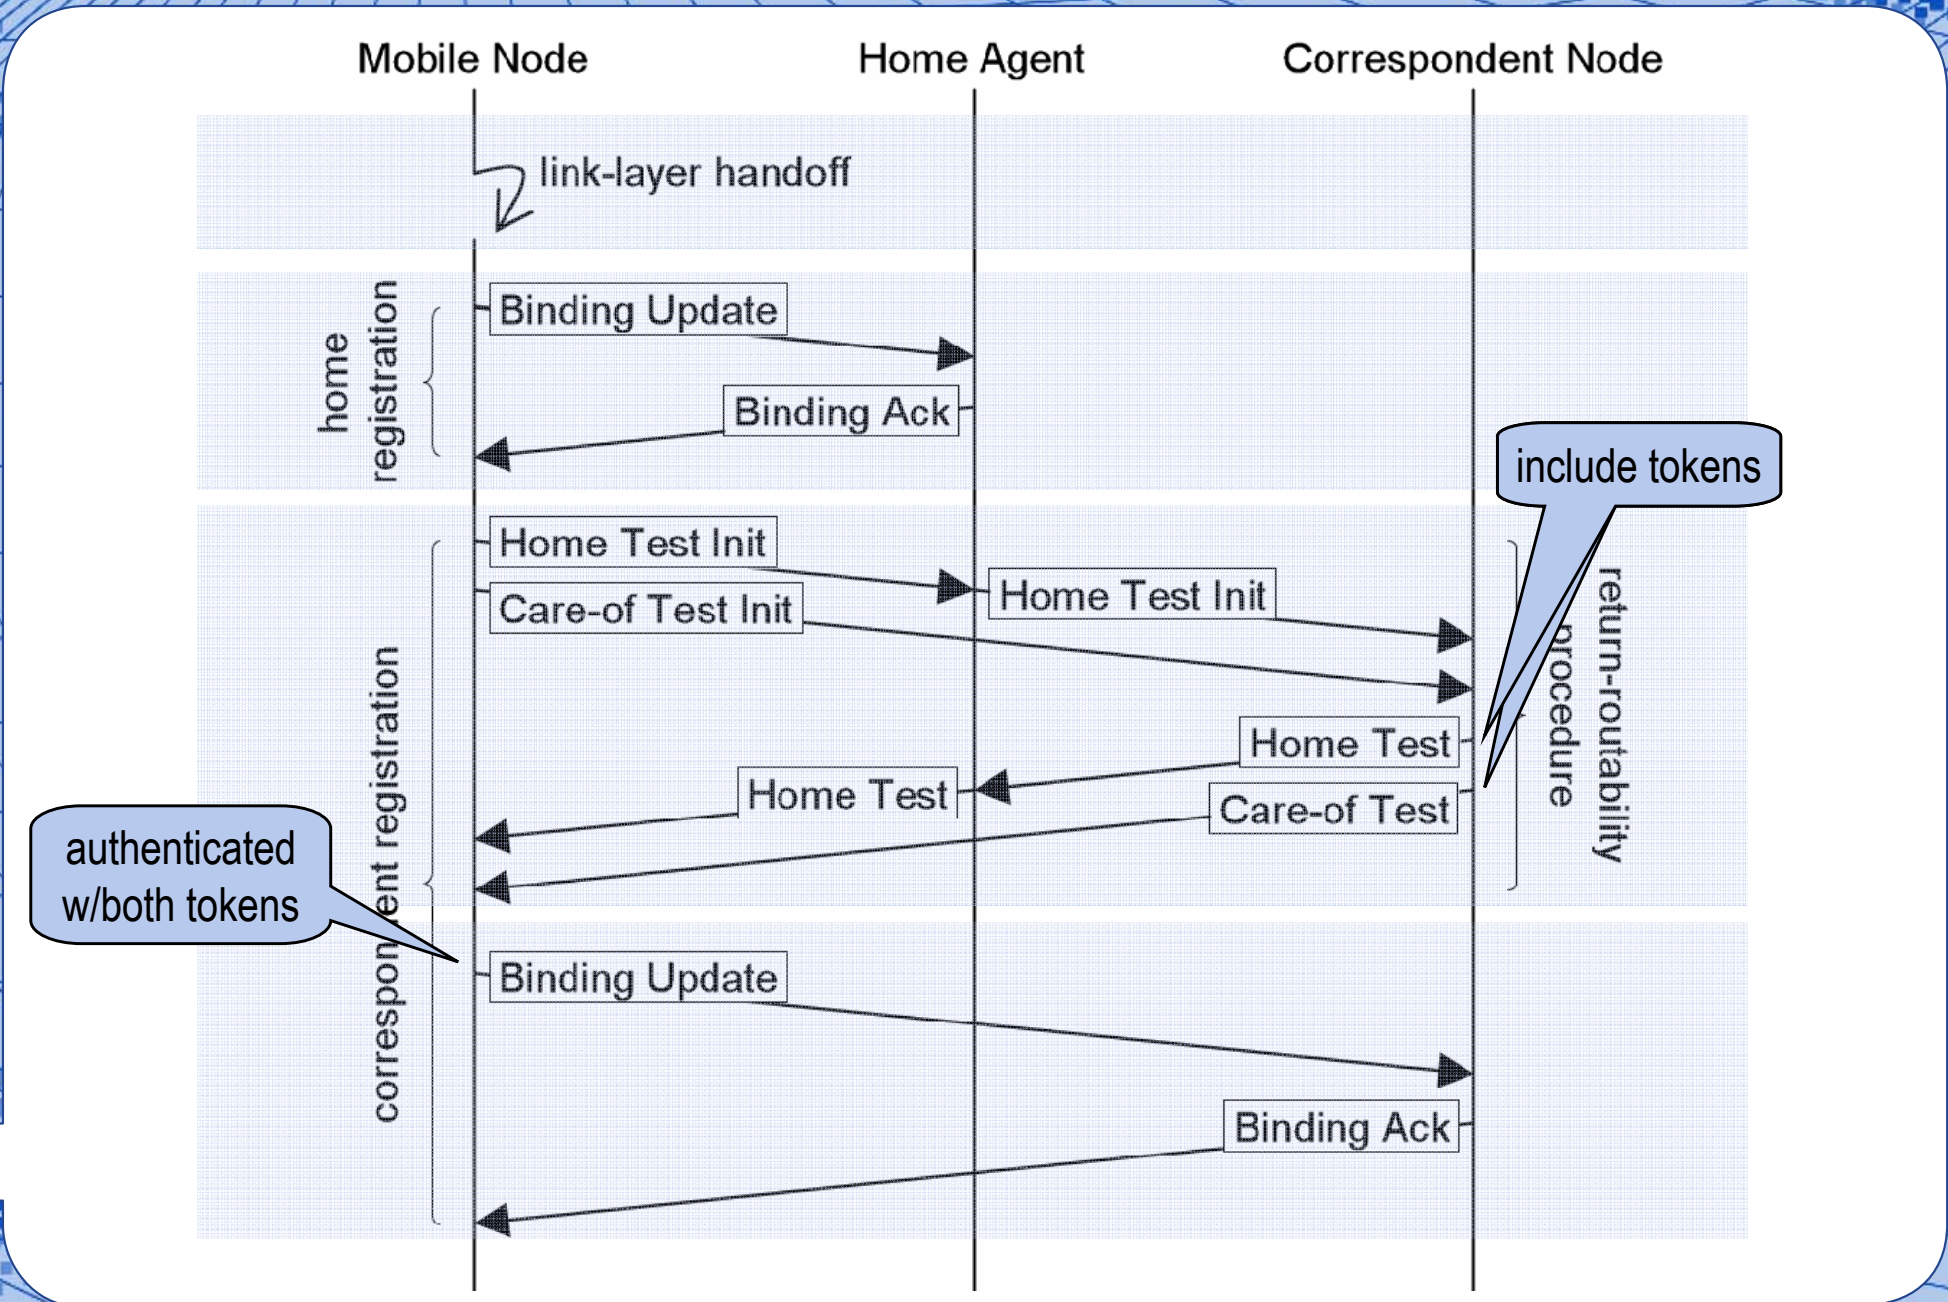 Mobile Node
Home Agent
Correspondent Node
link-layer handoff
home
registration
Binding Update
Binding Ack
include tokens
Home Test Init
Home Test Init
Care-of Test Init
return-routability
procedure
correspondent registration
Home Test
Home Test
Care-of Test
authenticated
w/both tokens
Binding Update
Binding Ack